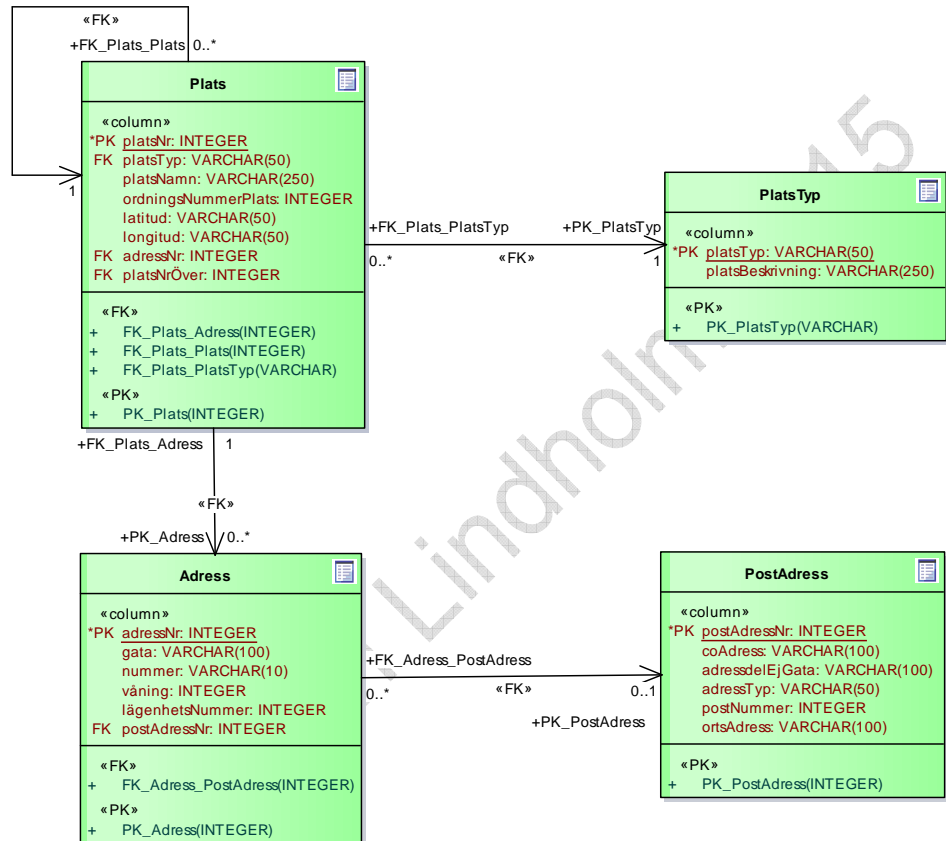 «FK»
+FK_Plats_Plats 0..*
1
Plats
«column»
*PK platsNr: INTEGER
FK platsTyp: VARCHAR(50)
platsNamn: VARCHAR(250)
ordningsNummerPlats: INTEGER
latitud: VARCHAR(50)
longitud: VARCHAR(50)
FK adressNr: INTEGER
FK platsNrÖver: INTEGER
«FK»
+ FK_Plats_Adress(INTEGER)
+ FK_Plats_Plats(INTEGER)
+ FK_Plats_PlatsTyp(VARCHAR)
«PK»
+ PK_Plats(INTEGER)
+FK_Plats_PlatsTyp +PK_PlatsTyp
0..* «FK» 1
PlatsTyp
«column»
*PK platsTyp: VARCHAR(50)
platsBeskrivning: VARCHAR(250)
«PK»
+ PK_PlatsTyp(VARCHAR)
+FK_Plats_Adress 1
«FK»
+PK_Adress 0..*
Adress
«column»
*PK adressNr: INTEGER
gata: VARCHAR(100)
nummer: VARCHAR(10)
våning: INTEGER
lägenhetsNummer: INTEGER
FK postAdressNr: INTEGER
«FK»
+ FK_Adress_PostAdress(INTEGER)
«PK»
+ PK_Adress(INTEGER)
+FK_Adress_PostAdress
0..* «FK» 0..1
+PK_PostAdress
PostAdress
«column»
*PK postAdressNr: INTEGER
coAdress: VARCHAR(100)
adressdelEjGata: VARCHAR(100)
adressTyp: VARCHAR(50)
postNummer: INTEGER
ortsAdress: VARCHAR(100)
«PK»
+ PK_PostAdress(INTEGER)